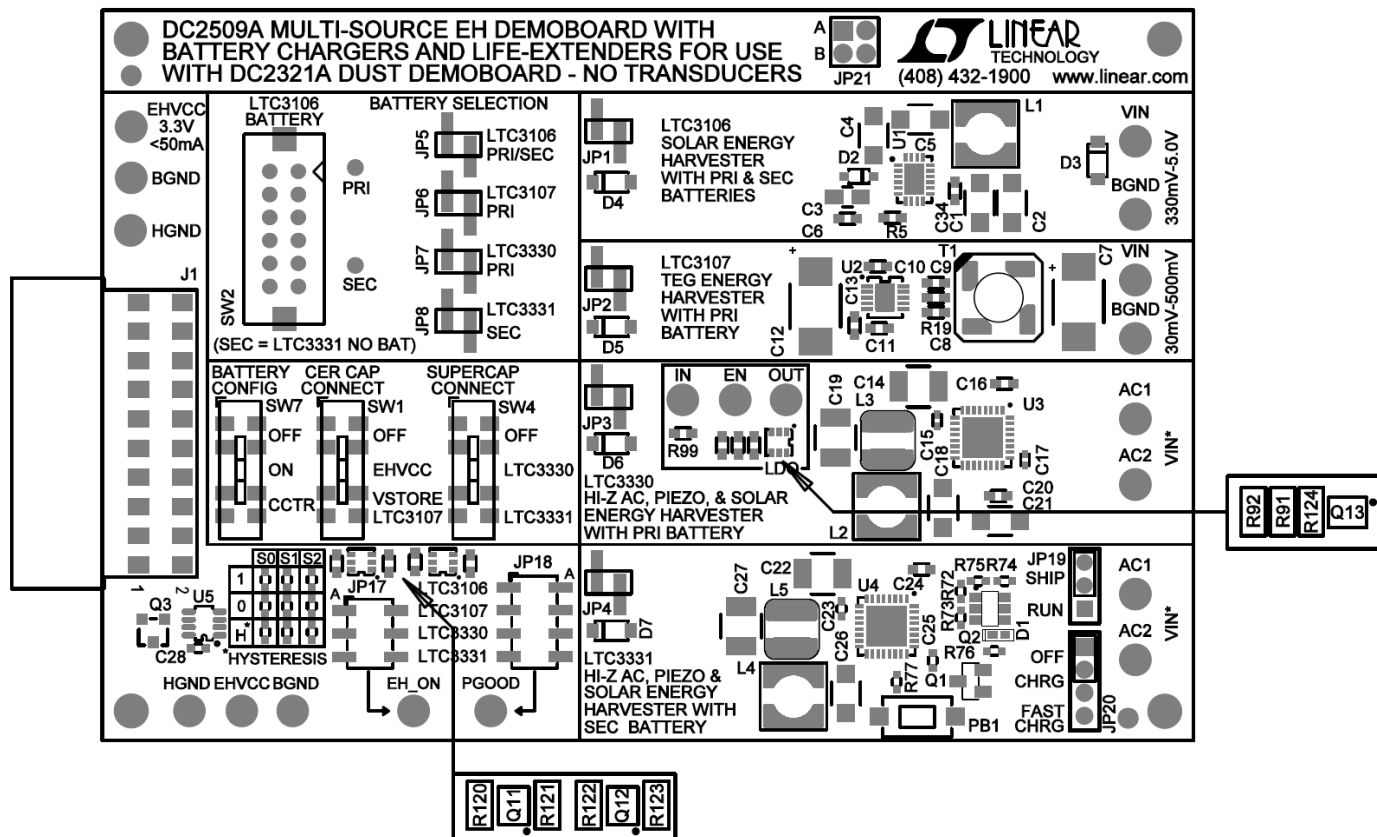 DC2509A MULTI-SOURCE EH DEMOBOARD WITH
BATTERY CHARGERS AND LIFE-EXTENDERS FOR USE
WITH DC2321A DUST DEMOBOARD - NO TRANSDUCERS
A
B
JP21
LINEAR
TECHNOLOGY
(408) 432-1900 www.linear.com
EHVCC
3.3V
<50mA
BGND
HGND
J1
1
2
LTC3106
BATTERY
SW2
PRI
SEC
(SEC = LTC3331 NO BAT)
BATTERY SELECTION
JP5
LTC3106
PRI/SEC
JP6
LTC3107
PRI
JP7
LTC3330
PRI
JP8
LTC3331
SEC
JP1
D4
LTC3106
SOLAR ENERGY
HARVESTER
WITH PRI & SEC
BATTERIES
C4
U1
C5
L1
D2
C3
C6
R5
C34
C1
C2
D3
VIN
BGND
330mV-5.0V
JP2
D5
LTC3107
TEG ENERGY
HARVESTER
WITH PRI
BATTERY
+
C12
U2
C10
C9
C13
C11
R19
C8
T1
+
C7
VIN
BGND
30mV-500mV
BATTERY
CONFIG
SW7
OFF
ON
CCTR
CER CAP
CONNECT
SW1
OFF
EHVCC
VSTORE
LTC3107
SUPERCAP
CONNECT
SW4
OFF
LTC3330
LTC3331
JP3
D6
LTC3330
HI-Z AC, PIEZO, & SOLAR
ENERGY HARVESTER
WITH PRI BATTERY
IN
EN
OUT
R99
LDO
C19
C14
L3
C15
C18
L2
C16
U3
C17
C20
C21
AC1
AC2
VIN*
R92
R91
R124
Q13
Q3
U5
C28
*
S0 S1 S2
1
0
H*
HYSTERESIS
JP17
A
LTC3106
LTC3107
LTC3330
LTC3331
JP18
A
HGND EHVCC BGND
EH_ON
PGOOD
JP4
D7
LTC3331
HI-Z AC, PIEZO &
SOLAR ENERGY
HARVESTER WITH
SEC BATTERY
C27
C22
L5
C23
C26
L4
U4
C24
C25
R77
Q1
PB1
R75 R74
R72
R73
Q2
R76
D1
JP19
SHIP
RUN
OFF
CHRG
FAST
CHRG
JP20
AC1
AC2
VIN*
R120
Q11
R121
R122
Q12
R123